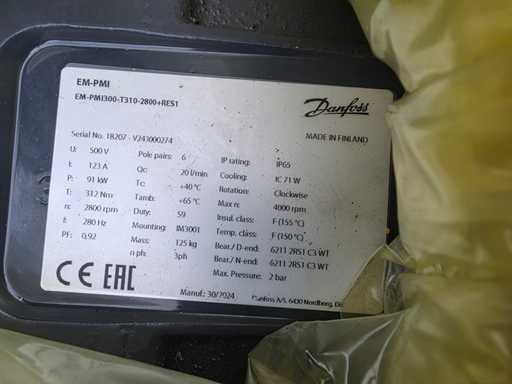 EM-PMI
EM-PMI300-T310-2800+RES1
Danfoss
MADE IN FINLAND
Serial No. 18207 - V243000274
U: 500 V Pole pairs: 6 IP rating: IP65
I: 123 A Qc: 20 l/min Cooling: IC 71 W
P: 91 kW Tc: +40°C Rotation: Clockwise
T: 312 Nm Tamb: +65°C Max n: 4000 rpm
n: 2800 rpm Duty: S9 Insul. class: F (155°C)
f: 280 Hz Mounting: IM3001 Temp. class: F (150°C)
PF: 0,92 Mass: 125 kg Bear./ D-end: 6211 2RS1 C3 WT
n ph: 3ph Bear./ N-end: 6211 2RS1 C3 WT
Max. Pressure: 2 bar
CE EAC
Manuf.: 30/2024 Danfoss A/S, 6430 Nordborg,